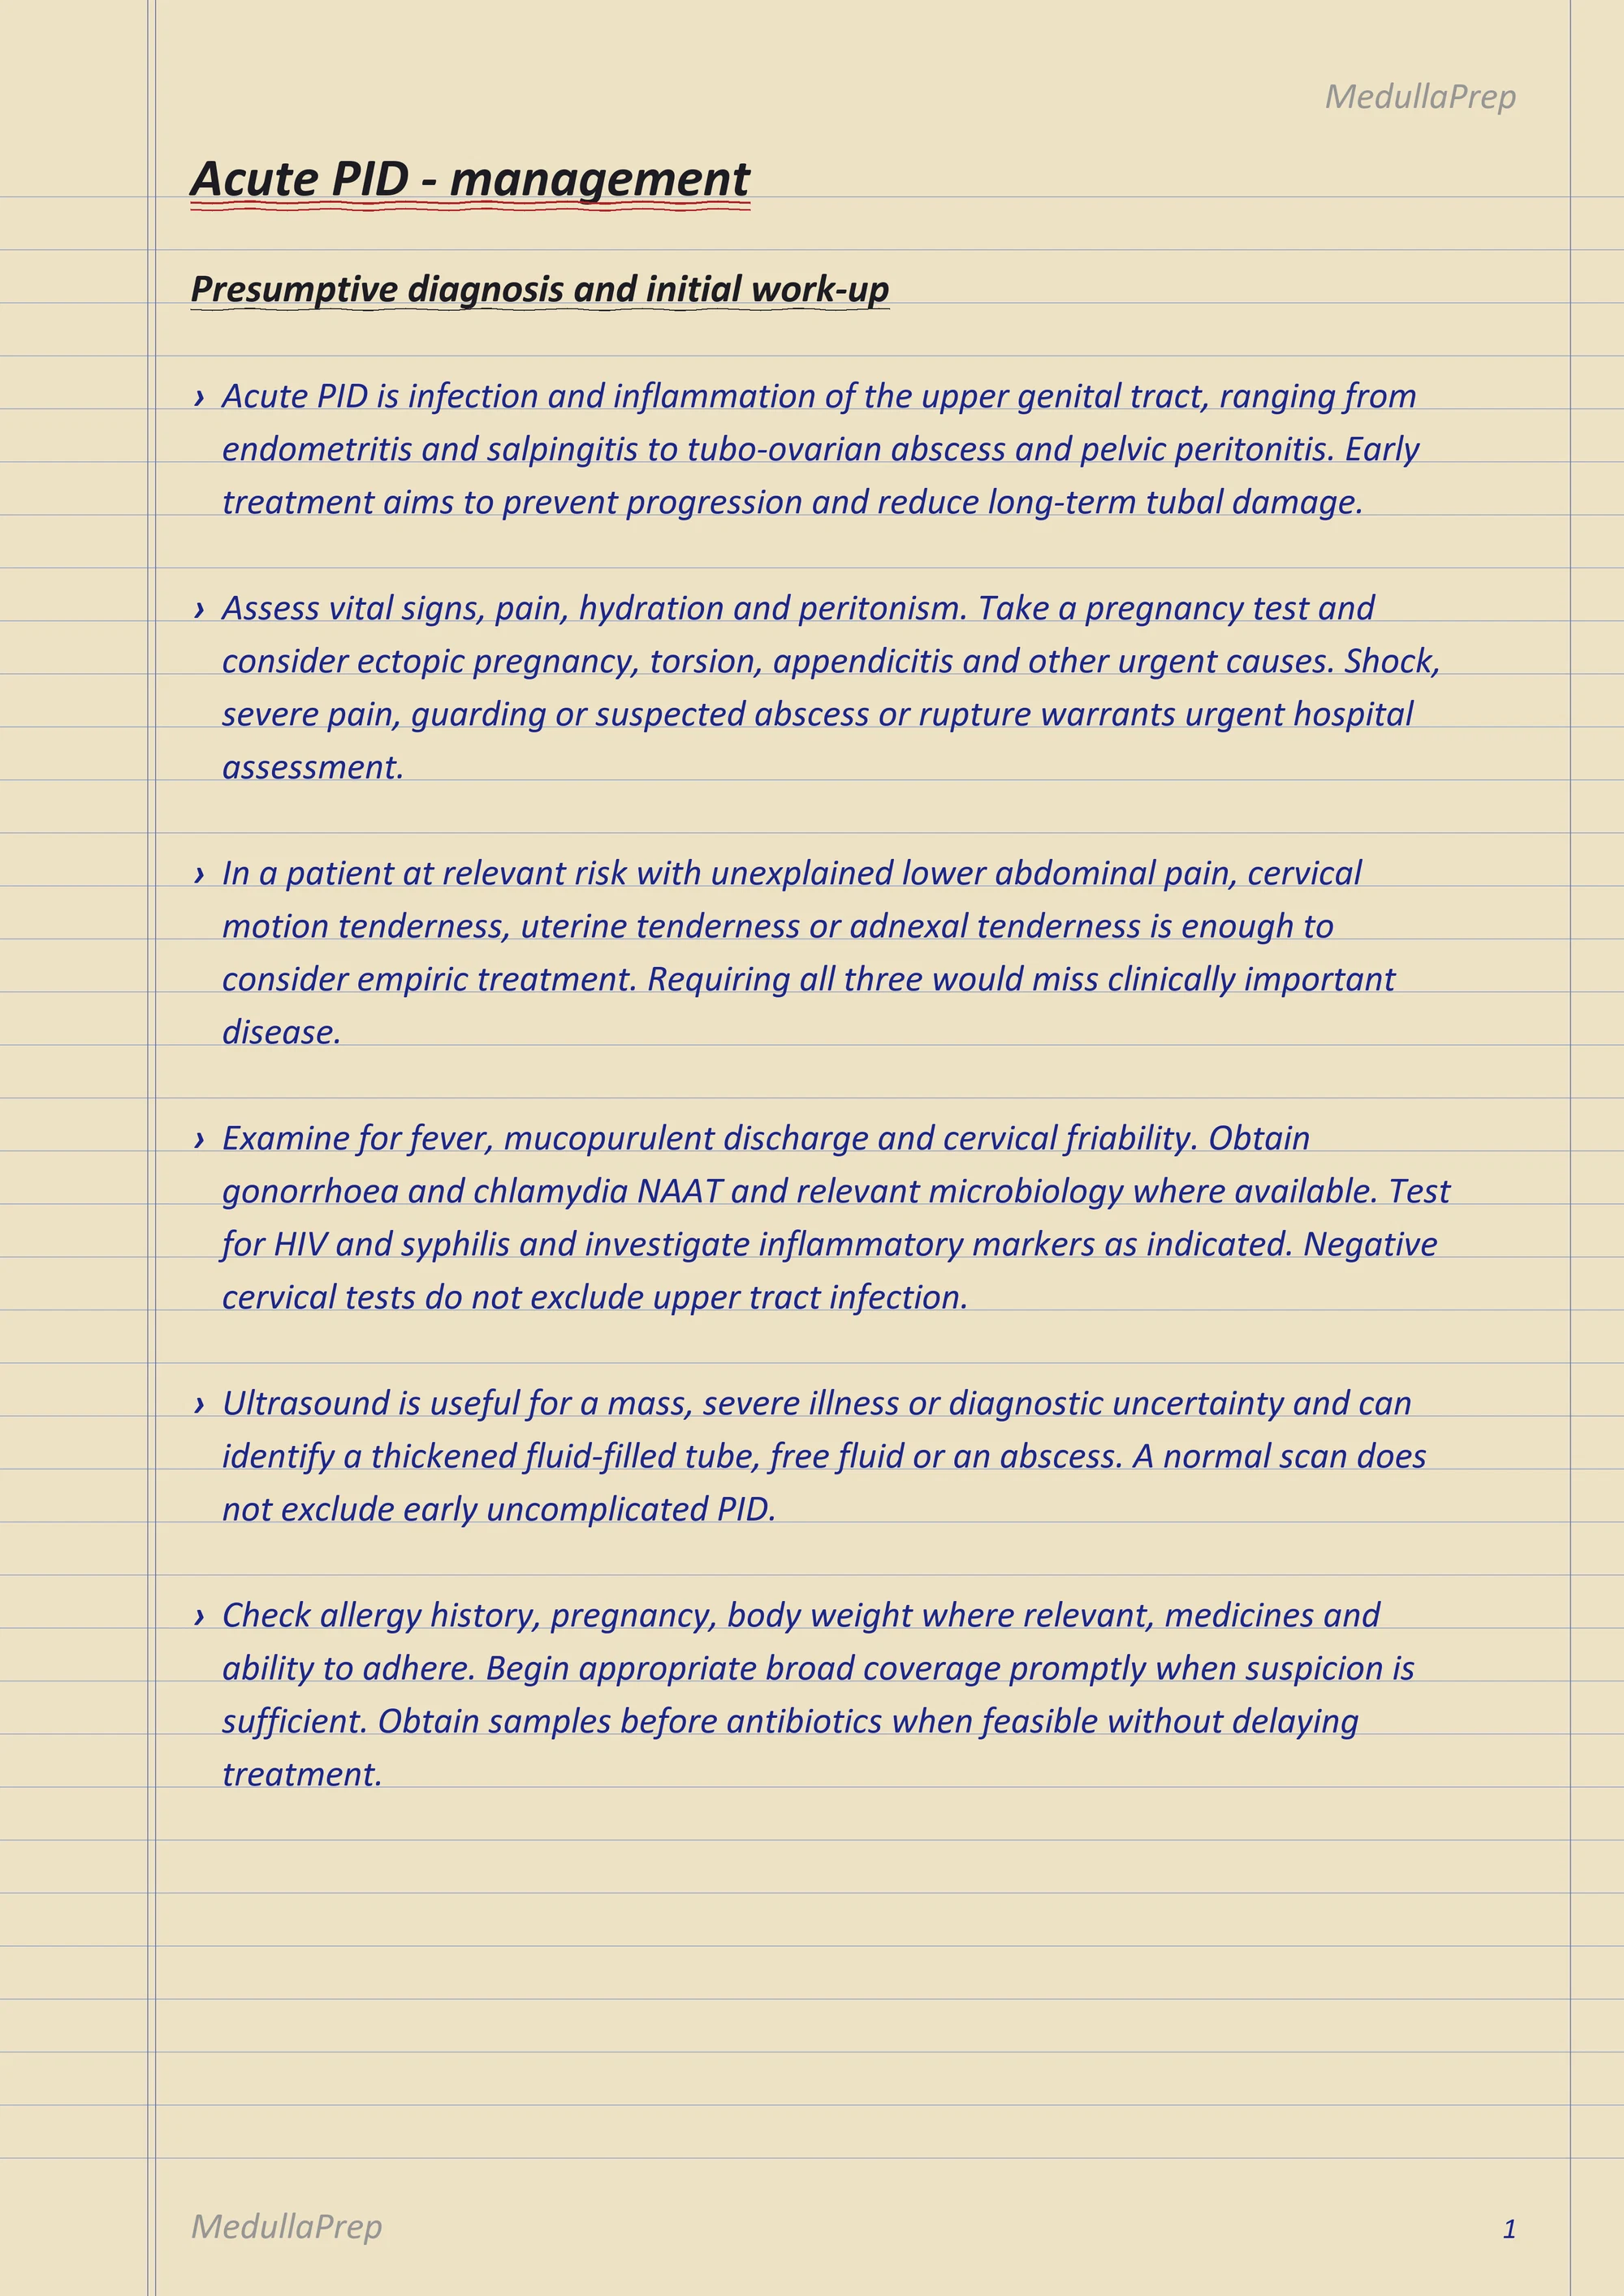 MedullaPrep
Acute PID - management
Presumptive diagnosis and initial work-up
› Acute PID is infection and inflammation of the upper genital tract, ranging from
endometritis and salpingitis to tubo-ovarian abscess and pelvic peritonitis. Early
treatment aims to prevent progression and reduce long-term tubal damage.
› Assess vital signs, pain, hydration and peritonism. Take a pregnancy test and
consider ectopic pregnancy, torsion, appendicitis and other urgent causes. Shock,
severe pain, guarding or suspected abscess or rupture warrants urgent hospital
assessment.
› In a patient at relevant risk with unexplained lower abdominal pain, cervical
motion tenderness, uterine tenderness or adnexal tenderness is enough to
consider empiric treatment. Requiring all three would miss clinically important
disease.
› Examine for fever, mucopurulent discharge and cervical friability. Obtain
gonorrhoea and chlamydia NAAT and relevant microbiology where available. Test
for HIV and syphilis and investigate inflammatory markers as indicated. Negative
cervical tests do not exclude upper tract infection.
› Ultrasound is useful for a mass, severe illness or diagnostic uncertainty and can
identify a thickened fluid-filled tube, free fluid or an abscess. A normal scan does
not exclude early uncomplicated PID.
› Check allergy history, pregnancy, body weight where relevant, medicines and
ability to adhere. Begin appropriate broad coverage promptly when suspicion is
sufficient. Obtain samples before antibiotics when feasible without delaying
treatment.
MedullaPrep
1